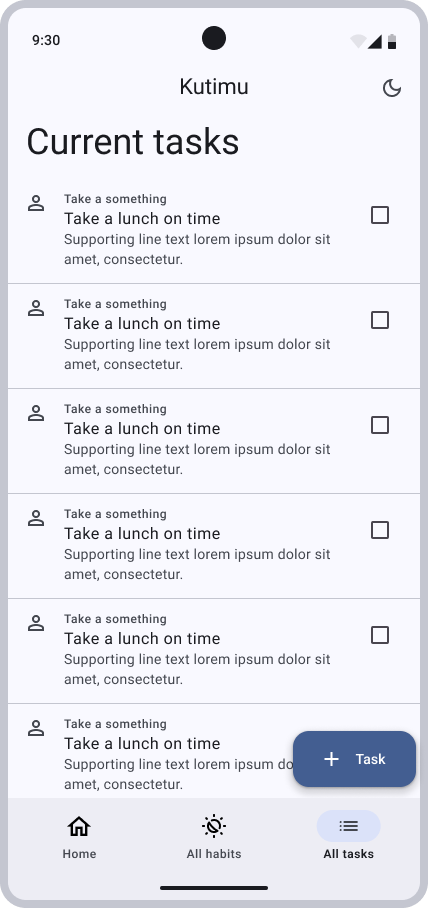 9:30
Kutimu
Current tasks
Take a something
Take a lunch on time
Supporting line text lorem ipsum dolor sit
amet, consectetur.
Take a something
Take a lunch on time
Supporting line text lorem ipsum dolor sit
amet, consectetur.
Take a something
Take a lunch on time
Supporting line text lorem ipsum dolor sit
amet, consectetur.
Take a something
Take a lunch on time
Supporting line text lorem ipsum dolor sit
amet, consectetur.
Take a something
Take a lunch on time
Supporting line text lorem ipsum dolor sit
amet, consectetur.
Take a something
Take a lunch on time
Supporting line text lorem ipsum
amet, consectetur.
Task
Home
All habits
All tasks